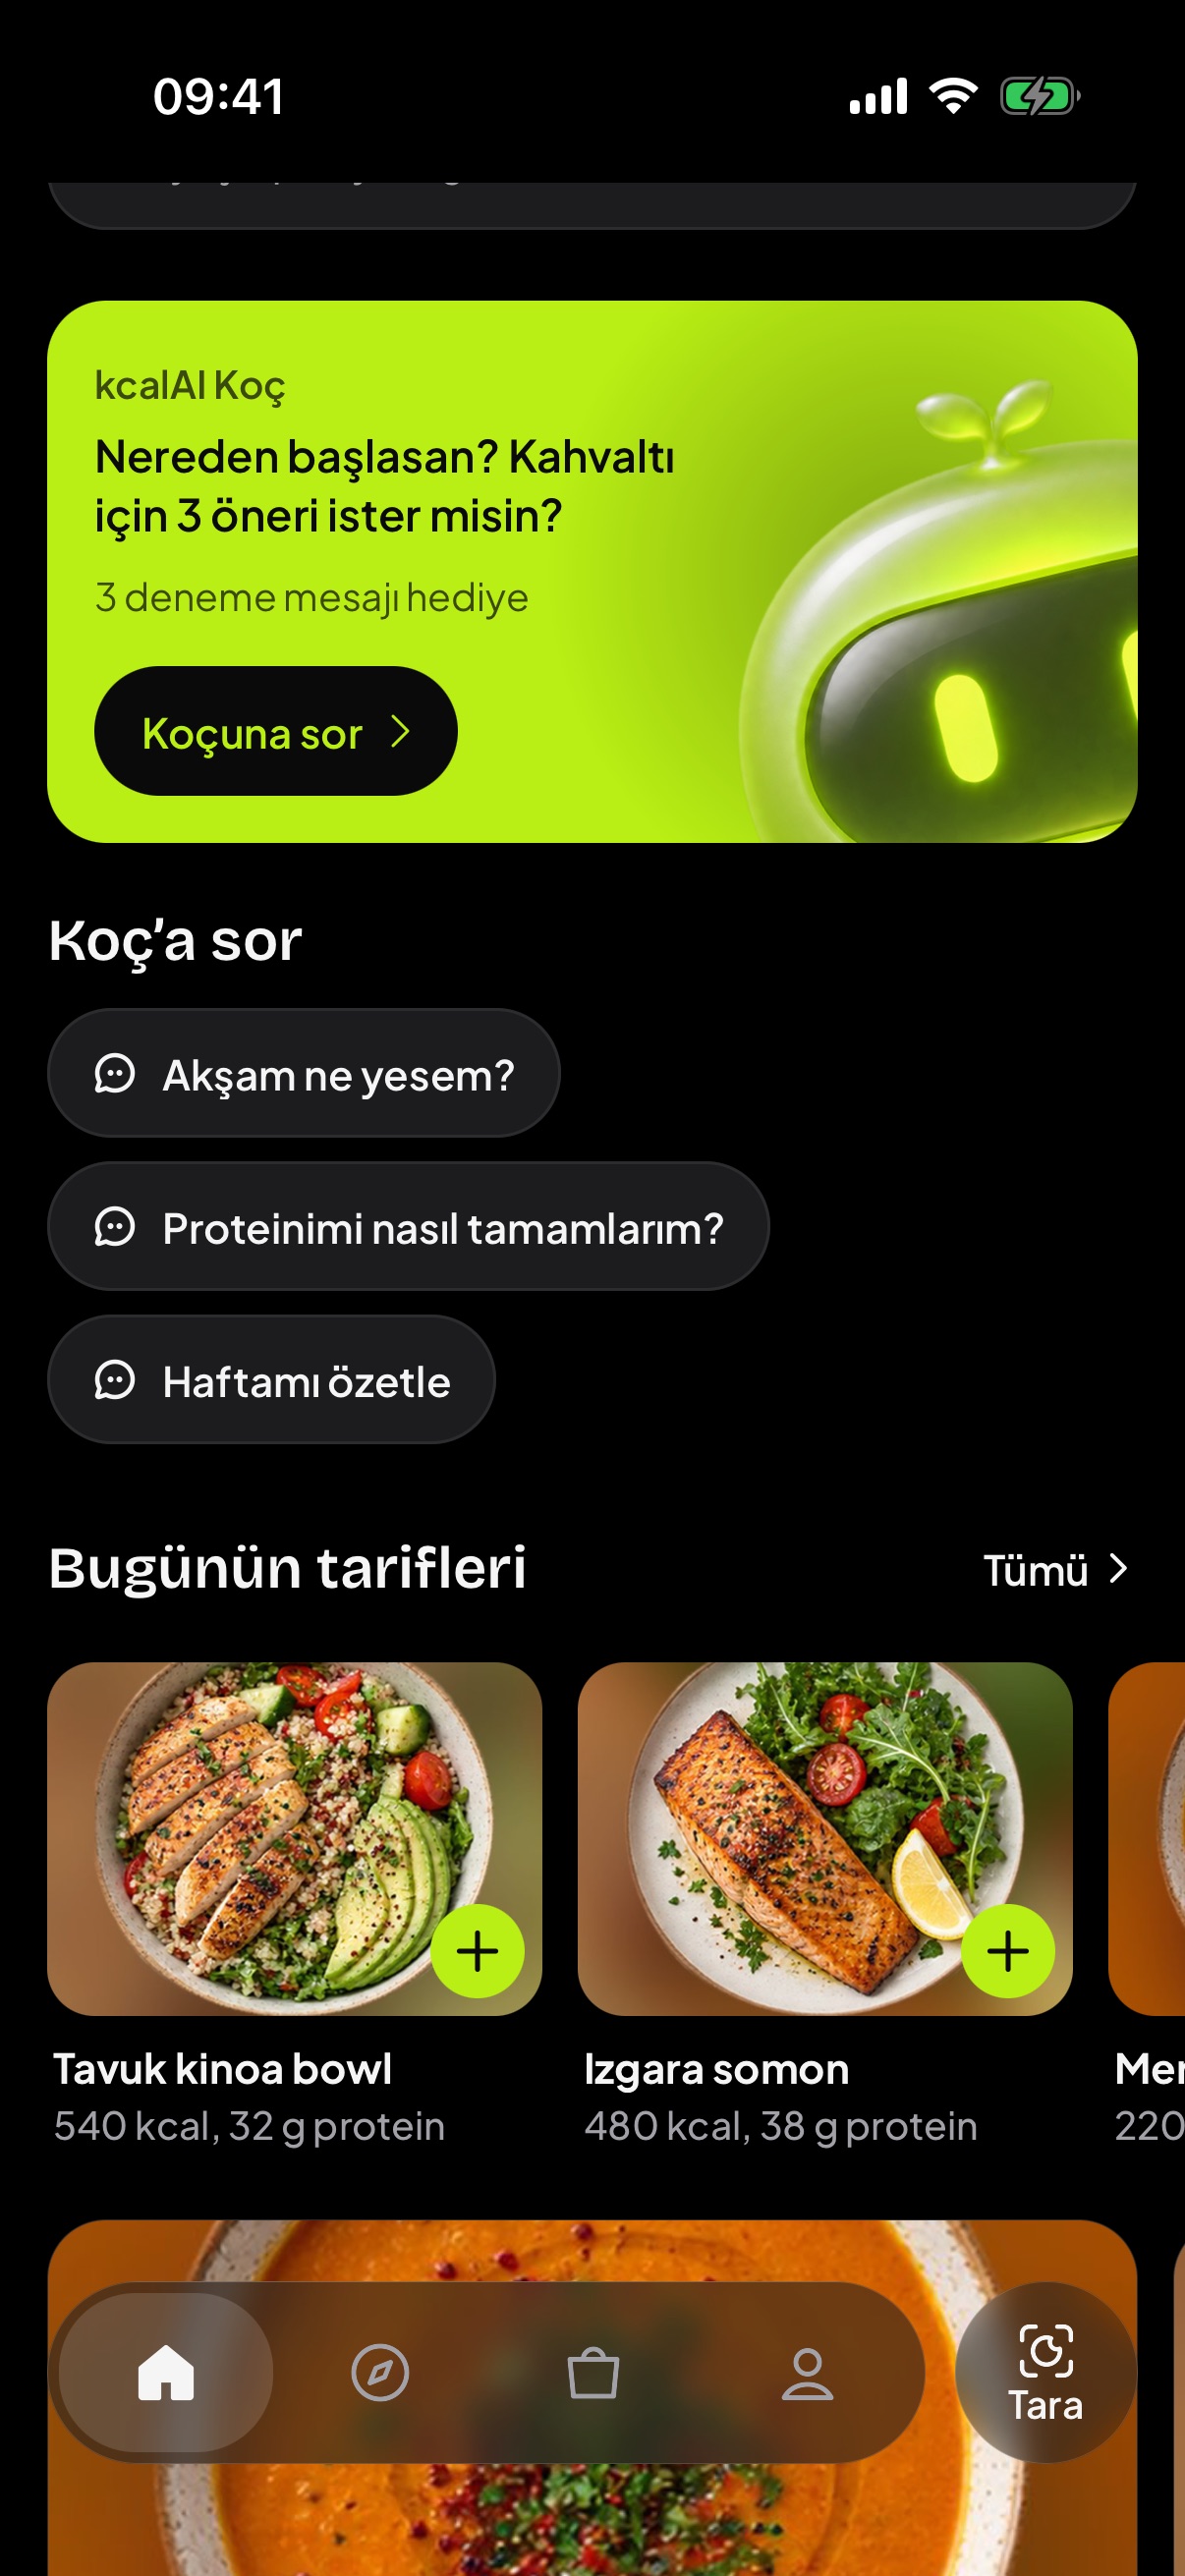 09:41
kcalAI Koç
Nereden başlasan? Kahvaltı
için 3 öneri ister misin?
3 deneme mesajı hediye
Koçuna sor
Koç’a sor
Akşam ne yesem?
Proteinimi nasıl tamamlarım?
Haftamı özetle
Bugünün tarifleri
Tümü
Tavuk kinoa bowl
Izgara somon
540 kcal, 32 g protein
480 kcal, 38 g protein
220
Tara